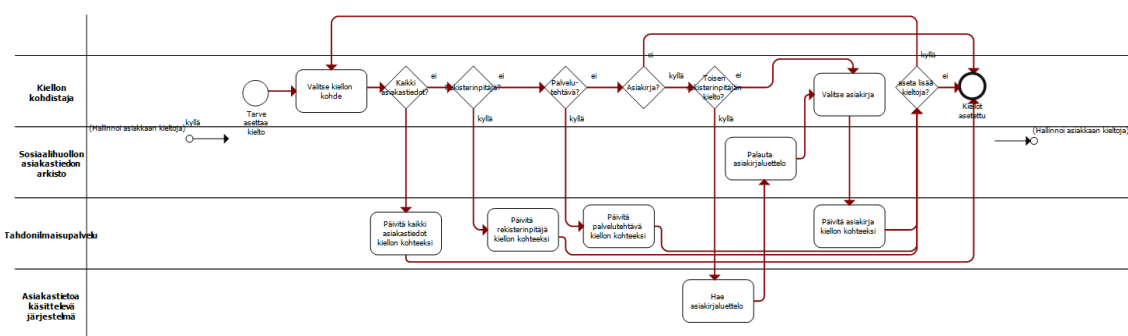 Kiellon
kohdistaja
Tarve
asettaa
kielto
Valitse kiellon
kohde
Kaikki
asiakastiedot?
ei
kyllä
Rekisterinpitäjä?
ei
kyllä
Palvelu-
tehtävä?
ei
kyllä
Asiakirja?
ei
kyllä
Toisen
rekisterinpitäjän
kielto?
ei
kyllä
Valitse asiakirja
kyllä
aseta lisää
kieltoja?
ei
Kiellot
asetettu
Sosiaalihuollon
asiakastiedon
arkisto
(Hallinnoi asiakkaan kieltoja)
kyllä
Palauta
asiakirjaluettelo
(Hallinnoi asiakkaan kieltoja)
Tahdonilmaisupalvelu
Päivitä kaikki
asiakastiedot
kiellon kohteeksi
Päivitä
rekisterinpitäjä
kiellon kohteeksi
Päivitä
palvelutehtävä
kiellon kohteeksi
Päivitä asiakirja
kiellon kohteeksi
Asiakastietoa
käsittelevä
järjestelmä
Hae
asiakirjaluettelo